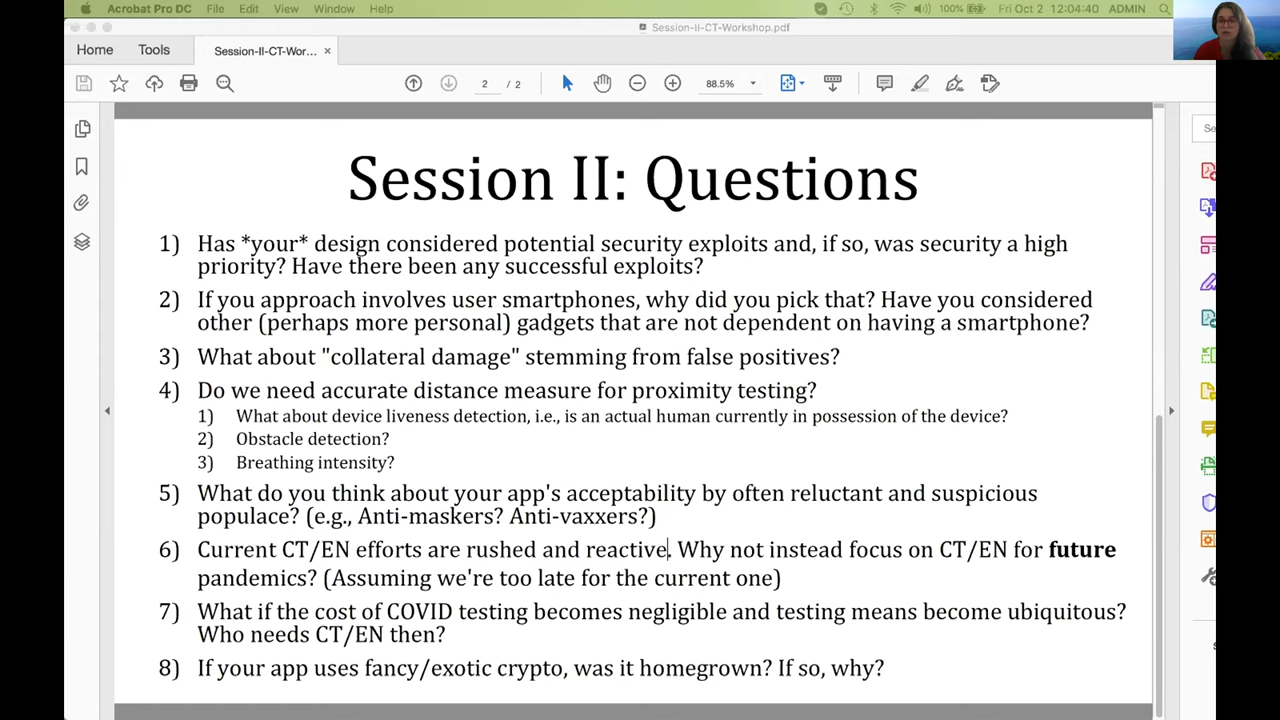 Acrobat Pro DC File Edit View Window Help 100% Fri Oct 2 12:04:40 ADMIN
Session-II-CT-Workshop.pdf
Home Tools Session-II-CT-Wor... ×
2 / 2 88.5%
Se
Session II: Questions
1) Has *your* design considered potential security exploits and, if so, was security a high
priority? Have there been any successful exploits?
2) If you approach involves user smartphones, why did you pick that? Have you considered
other (perhaps more personal) gadgets that are not dependent on having a smartphone?
3) What about "collateral damage" stemming from false positives?
4) Do we need accurate distance measure for proximity testing?
1) What about device liveness detection, i.e., is an actual human currently in possession of the device?
2) Obstacle detection?
3) Breathing intensity?
5) What do you think about your app's acceptability by often reluctant and suspicious
populace? (e.g., Anti-maskers? Anti-vaxxers?)
6) Current CT/EN efforts are rushed and reactive. Why not instead focus on CT/EN for future
pandemics? (Assuming we're too late for the current one)
7) What if the cost of COVID testing becomes negligible and testing means become ubiquitous?
Who needs CT/EN then?
8) If your app uses fancy/exotic crypto, was it homegrown? If so, why?